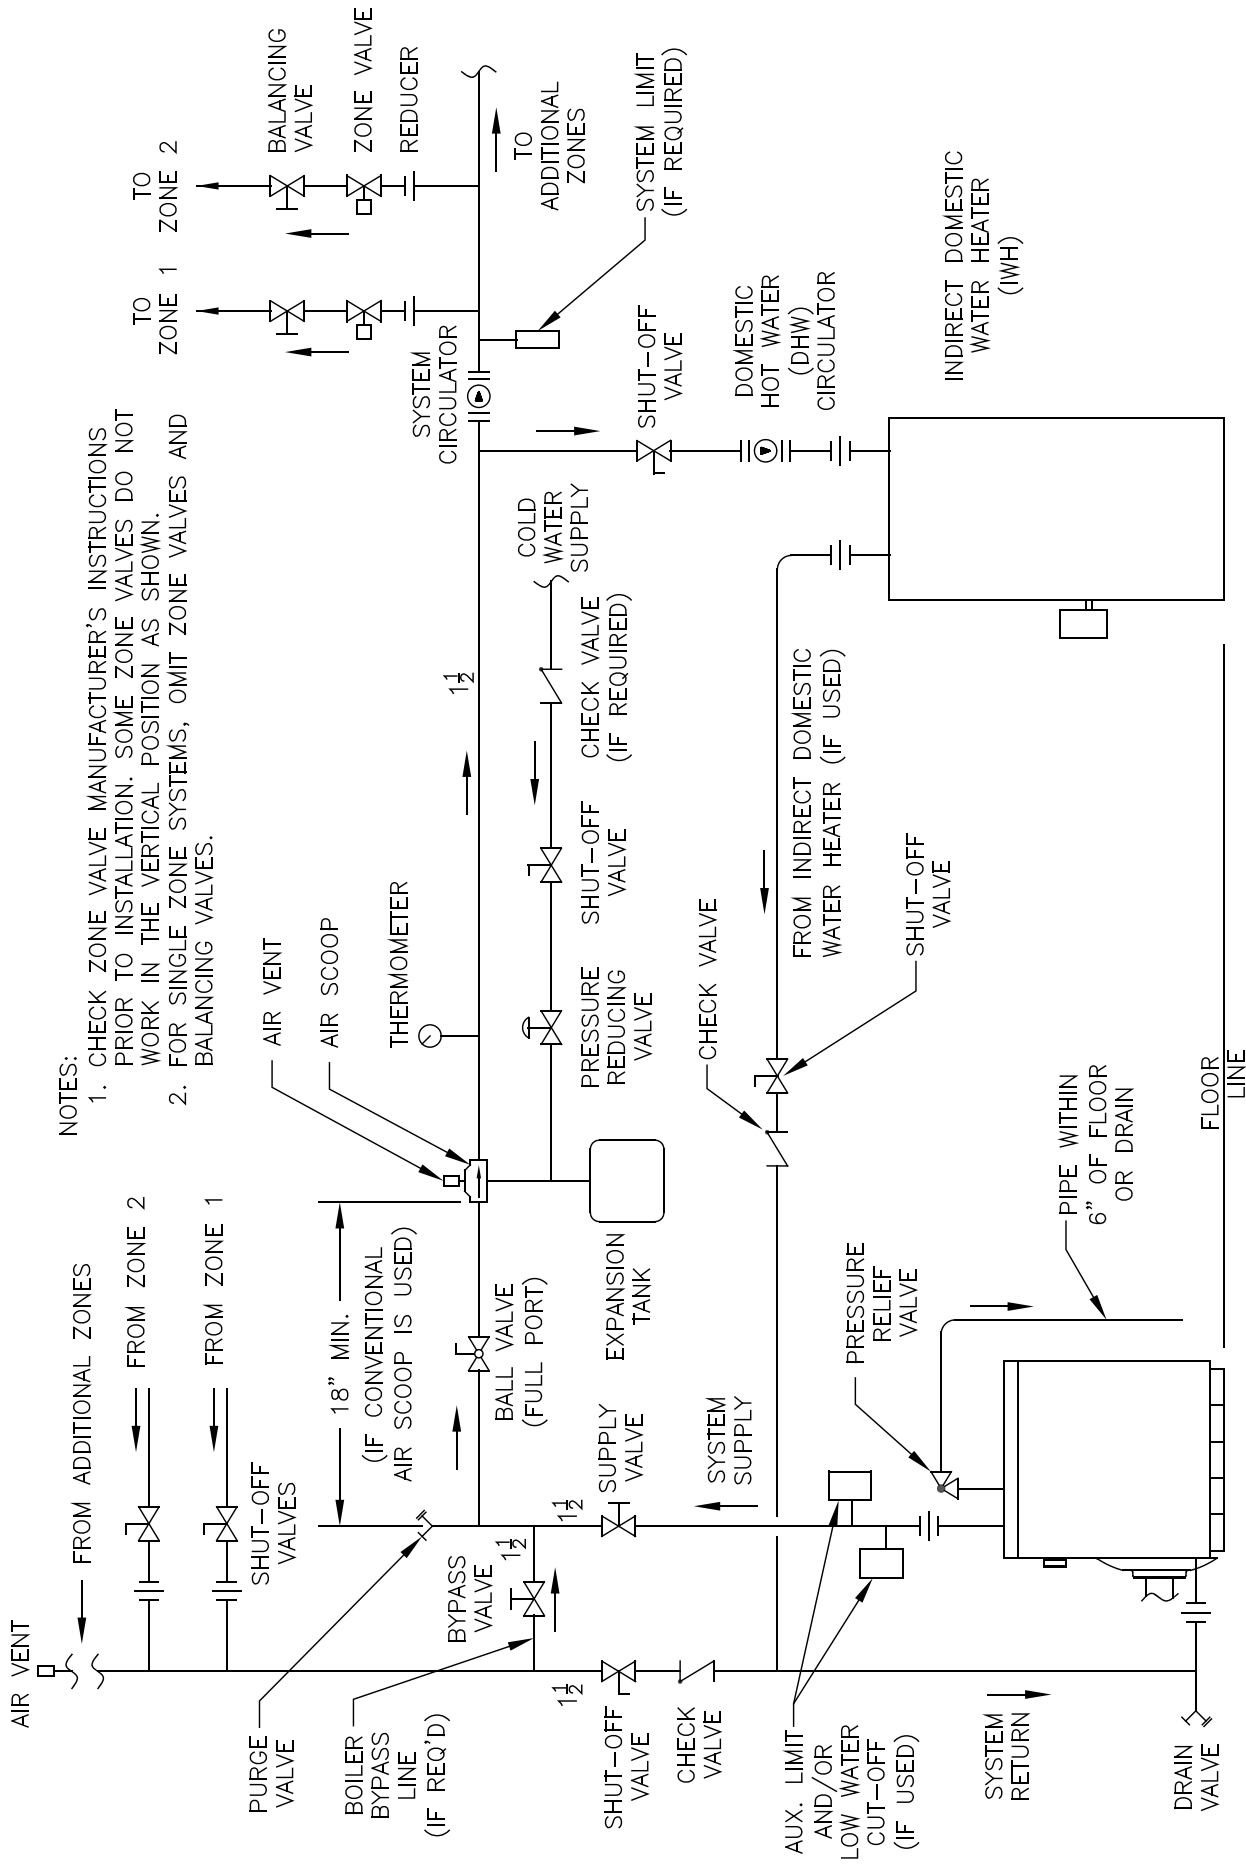 NOTES:
1. CHECK ZONE VALVE MANUFACTURER'S INSTRUCTIONS
PRIOR TO INSTALLATION. SOME ZONE VALVES DO NOT
WORK IN THE VERTICAL POSITION AS SHOWN.
2. FOR SINGLE ZONE SYSTEMS, OMIT ZONE VALVES AND
BALANCING VALVES.
AIR VENT
FROM ADDITIONAL ZONES
FROM ZONE 2
FROM ZONE 1
SHUT-OFF
VALVES
PURGE
VALVE
BOILER
BYPASS
LINE
(IF REQ'D)
BYPASS
VALVE
1 1/2
1 1/2
1 1/2
18" MIN.
(IF CONVENTIONAL
AIR SCOOP IS USED)
AIR VENT
AIR SCOOP
THERMOMETER
BALL VALVE
(FULL PORT)
EXPANSION
TANK
1 1/2
PRESSURE
REDUCING
VALVE
SHUT-OFF
VALVE
CHECK VALVE
(IF REQUIRED)
COLD
WATER
SUPPLY
SYSTEM
CIRCULATOR
TO
ZONE 1
TO
ZONE 2
BALANCING
VALVE
ZONE VALVE
REDUCER
TO
ADDITIONAL
ZONES
SYSTEM LIMIT
(IF REQUIRED)
SHUT-OFF
VALVE
DOMESTIC
HOT WATER
(DHW)
CIRCULATOR
INDIRECT DOMESTIC
WATER HEATER
(IWH)
FROM INDIRECT DOMESTIC
WATER HEATER (IF USED)
SHUT-OFF
VALVE
CHECK VALVE
SUPPLY
VALVE
SYSTEM
SUPPLY
SHUT-OFF
VALVE
CHECK
VALVE
AUX. LIMIT
AND/OR
LOW WATER
CUT-OFF
(IF USED)
PRESSURE
RELIEF
VALVE
PIPE WITHIN
6" OF FLOOR
OR DRAIN
FLOOR
LINE
SYSTEM
RETURN
DRAIN
VALVE